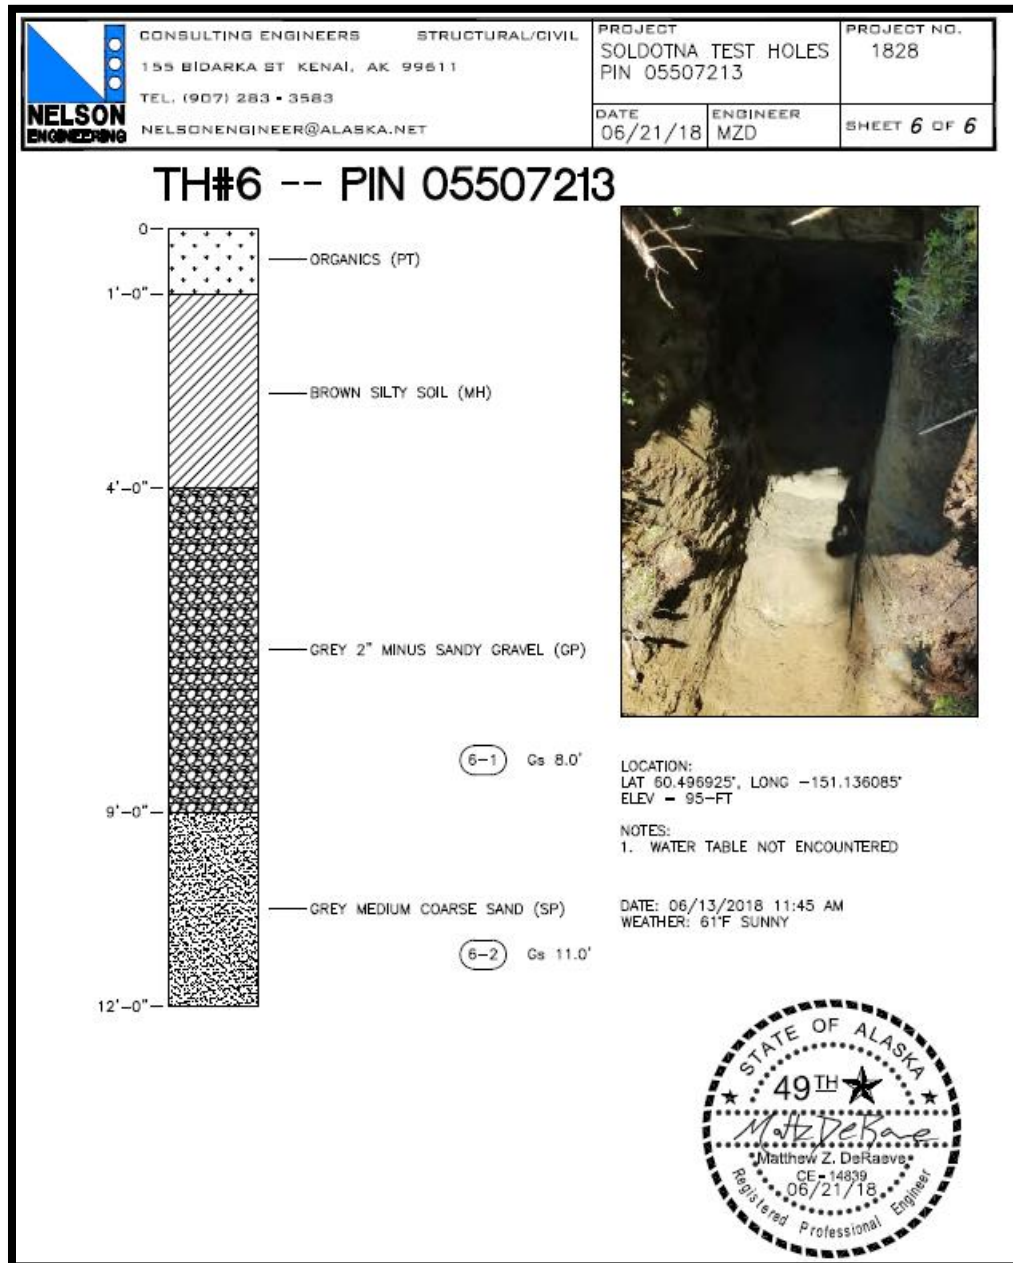 CONSULTING ENGINEERS STRUCTURAL/CIVIL
155 BIDARKA ST KENAI, AK 99611
TEL. (907) 283 - 3583
NELSONENGINEER@ALASKA.NET
NELSON
ENGINEERING
PROJECT
SOLDOTNA TEST HOLES
PIN 05507213
PROJECT NO.
1828
DATE
06/21/18
ENGINEER
MZD
SHEET 6 OF 6
TH#6 -- PIN 05507213
0
ORGANICS (PT)
1'-0"
BROWN SILTY SOIL (MH)
4'-0"
GREY 2" MINUS SANDY GRAVEL (GP)
6-1 Gs 8.0'
9'-0"
GREY MEDIUM COARSE SAND (SP)
6-2 Gs 11.0'
12'-0"
LOCATION:
LAT 60.496925°, LONG -151.136085°
ELEV = 95-FT
NOTES:
1. WATER TABLE NOT ENCOUNTERED
DATE: 06/13/2018 11:45 AM
WEATHER: 61°F SUNNY
STATE OF ALASKA
49TH
Matthew Z. DeRaeve
CE-14839
06/21/18
Registered Professional Engineer